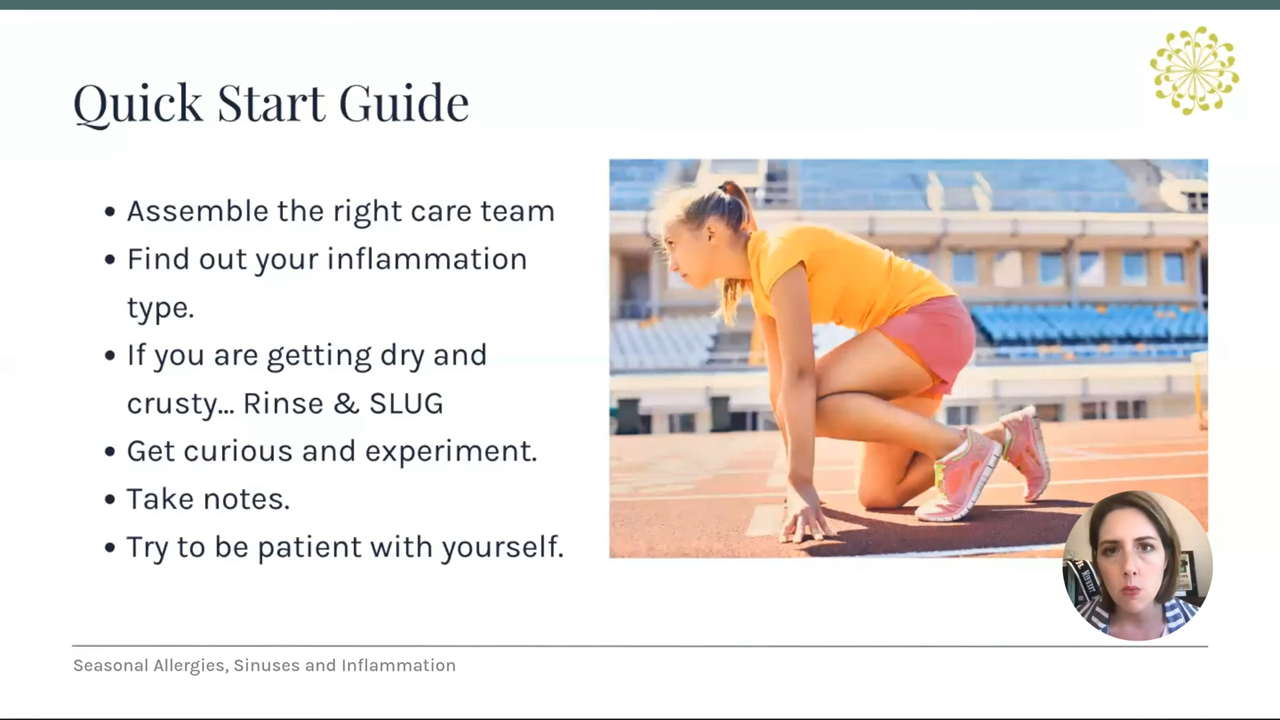 Quick Start Guide
• Assemble the right care team
• Find out your inflammation
type.
• If you are getting dry and
crusty... Rinse & SLUG
• Get curious and experiment.
• Take notes.
• Try to be patient with yourself.
Seasonal Allergies, Sinuses and Inflammation